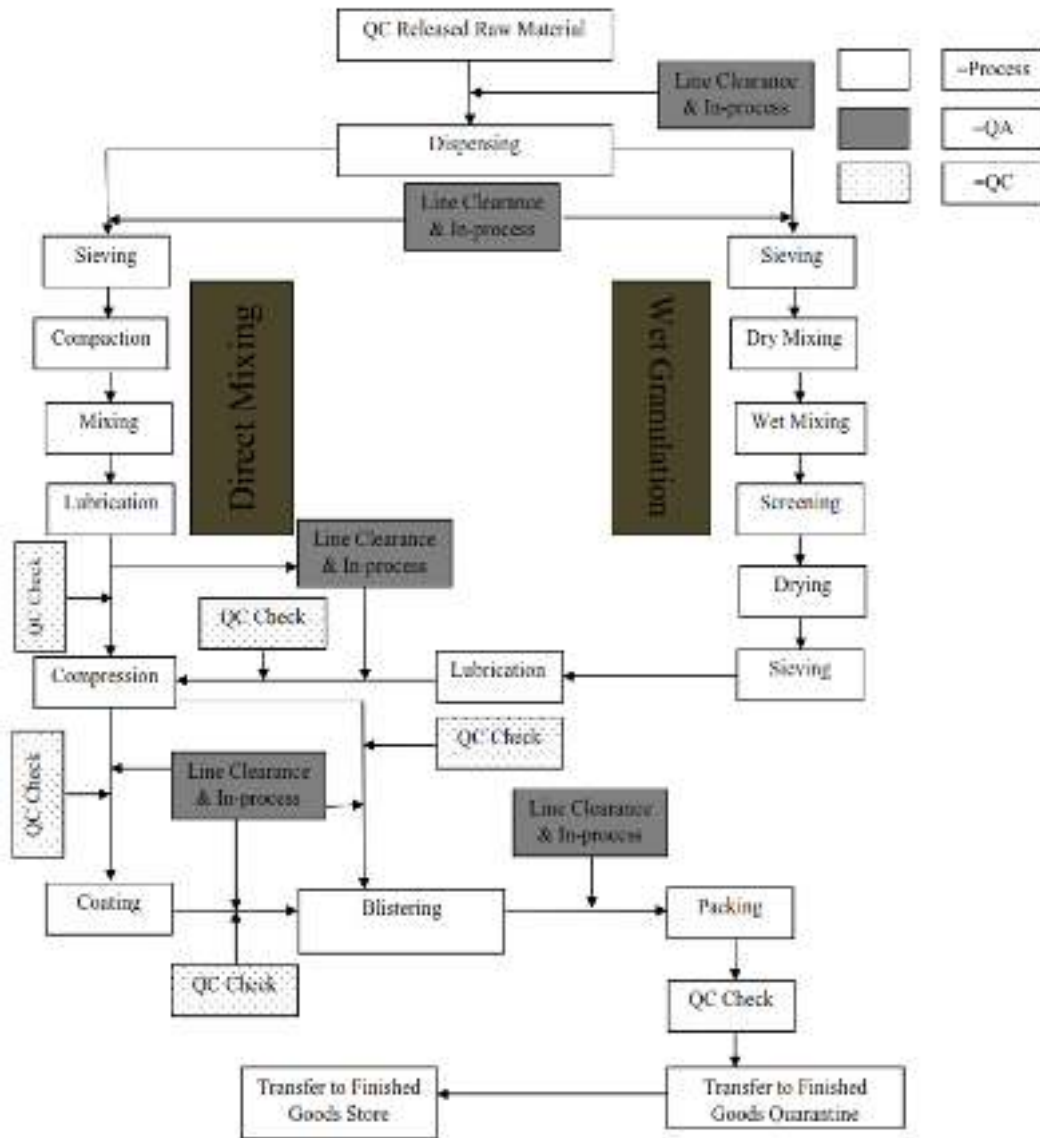 QC Released Raw Material
Line Clearance
& In-process
=Process
Dispensing
=QA
=QC
Line Clearance
& In-process
Sieving
Sieving
Direct Mixing
Wet Granulation
Compaction
Dry Mixing
Mixing
Wet Mixing
Lubrication
Screening
Line Clearance
& In-process
QC Check
Drying
QC Check
Compression
Lubrication
Sieving
QC Check
QC Check
Line Clearance
& In-process
Line Clearance
& In-process
Coating
Blistering
Packing
QC Check
QC Check
Transfer to Finished
Goods Store
Transfer to Finished
Goods Quarantine